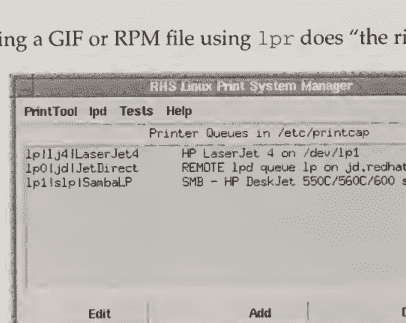 ing a GIF or RPM file using lpr does “the ri
RHS Linux Print System Manager
PrintTool lpd Tests Help
Printer Queues in /etc/printcap
lp|lj4|LaserJet4 HP LaserJet 4 on /dev/lp1
lp0|jd|JetDirect REMOTE lpd queue lp on jd.redhat
lp1|slp|SambaLP SMB - HP DeskJet 550C/560C/600 s
Edit Add